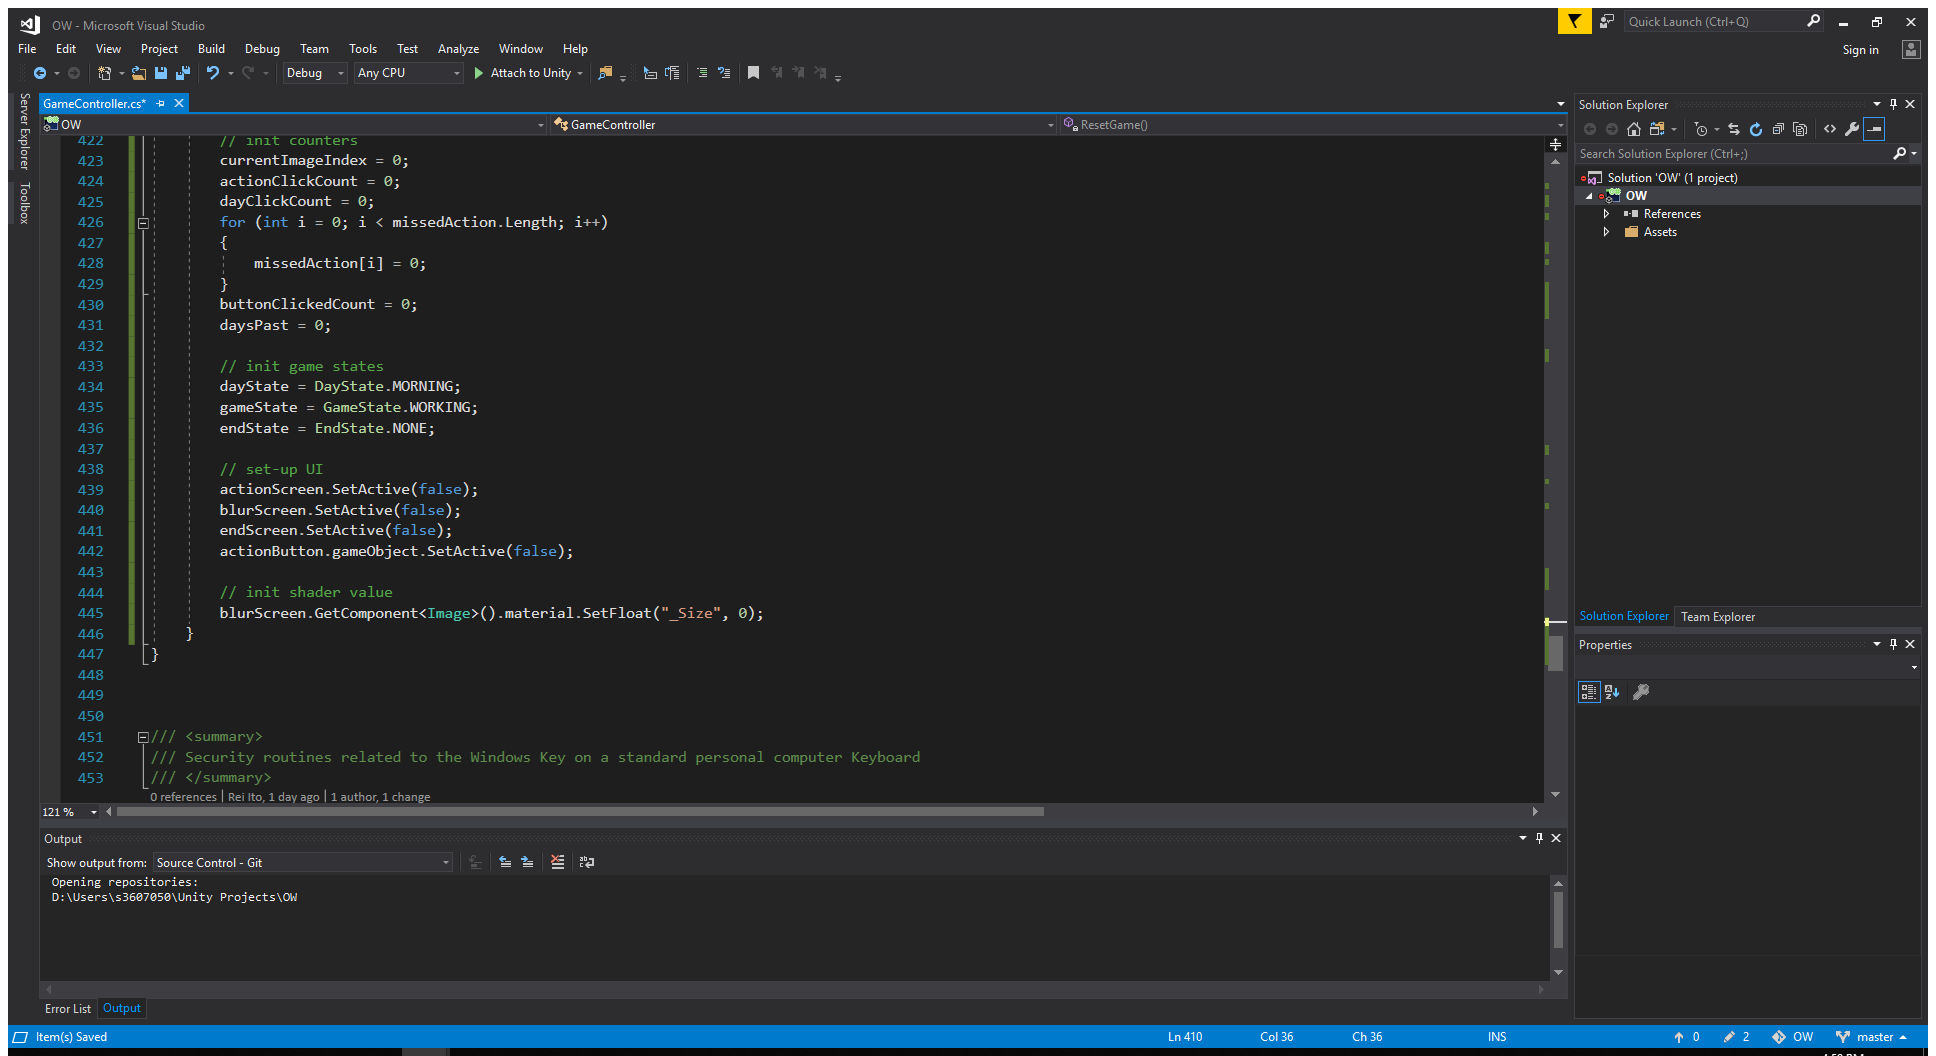 OW - Microsoft Visual Studio
Quick Launch (Ctrl+Q)
File Edit View Project Build Debug Team Tools Test Analyze Window Help
Sign in
Debug Any CPU Attach to Unity
Server Explorer
Toolbox
GameController.cs*
OW GameController ResetGame()
422 // init counters
423 currentImageIndex = 0;
424 actionClickCount = 0;
425 dayClickCount = 0;
426 for (int i = 0; i < missedAction.Length; i++)
427 {
428 missedAction[i] = 0;
429 }
430 buttonClickedCount = 0;
431 daysPast = 0;
432
433 // init game states
434 dayState = DayState.MORNING;
435 gameState = GameState.WORKING;
436 endState = EndState.NONE;
437
438 // set-up UI
439 actionScreen.SetActive(false);
440 blurScreen.SetActive(false);
441 endScreen.SetActive(false);
442 actionButton.gameObject.SetActive(false);
443
444 // init shader value
445 blurScreen.GetComponent<Image>().material.SetFloat("_Size", 0);
446 }
447 }
448
449
450
451 /// <summary>
452 /// Security routines related to the Windows Key on a standard personal computer Keyboard
453 /// </summary>
0 references | Rei Ito, 1 day ago | 1 author, 1 change
121 %
Output
Show output from: Source Control - Git
Opening repositories:
D:\Users\s3607050\Unity Projects\OW
Error List Output
Solution Explorer
Search Solution Explorer (Ctrl+;)
Solution 'OW' (1 project)
OW
References
Assets
Solution Explorer Team Explorer
Properties
Item(s) Saved Ln 410 Col 36 Ch 36 INS 0 2 OW master